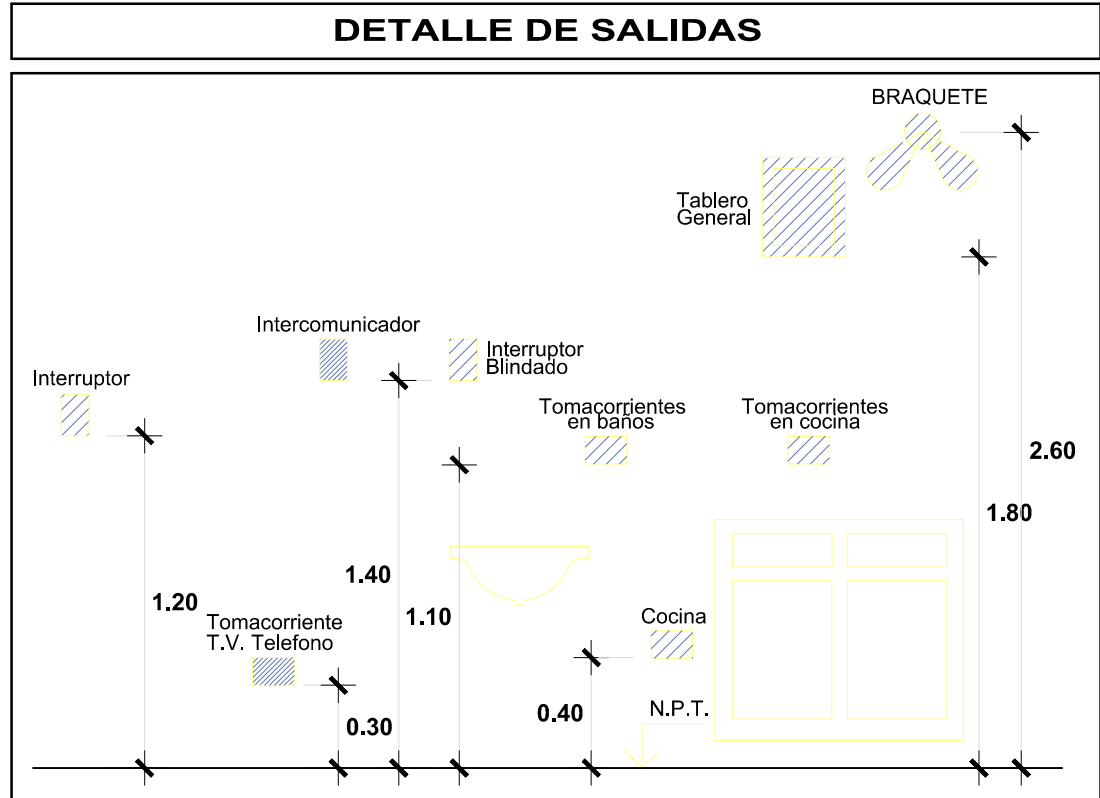 DETALLE DE SALIDAS
BRAQUETE
Tablero
General
Intercomunicador
Interruptor
Blindado
Interruptor
Tomacorrientes
en baños
Tomacorrientes
en cocina
2.60
1.80
1.40
1.20
1.10
Tomacorriente
T.V. Telefono
Cocina
0.30
0.40
N.P.T.